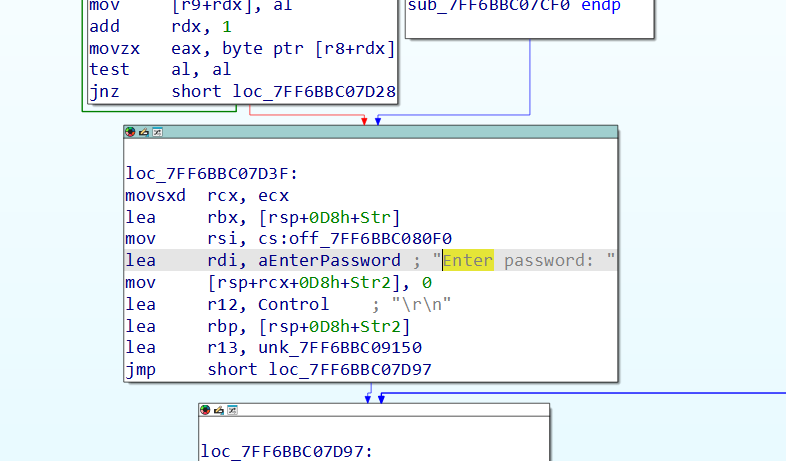 mov     [r9+rdx], al
add     rdx, 1
movzx   eax, byte ptr [r8+rdx]
test    al, al
jnz     short loc_7FF6BBC07D28
sub_7FF6BBC07CF0 endp
loc_7FF6BBC07D3F:
movsxd  rcx, ecx
lea     rbx, [rsp+0D8h+Str]
mov     rsi, cs:off_7FF6BBC080F0
lea     rdi, aEnterPassword ; "Enter password: "
mov     [rsp+rcx+0D8h+Str2], 0
lea     r12, Control    ; "\r\n"
lea     rbp, [rsp+0D8h+Str2]
lea     r13, unk_7FF6BBC09150
jmp     short loc_7FF6BBC07D97
loc_7FF6BBC07D97: